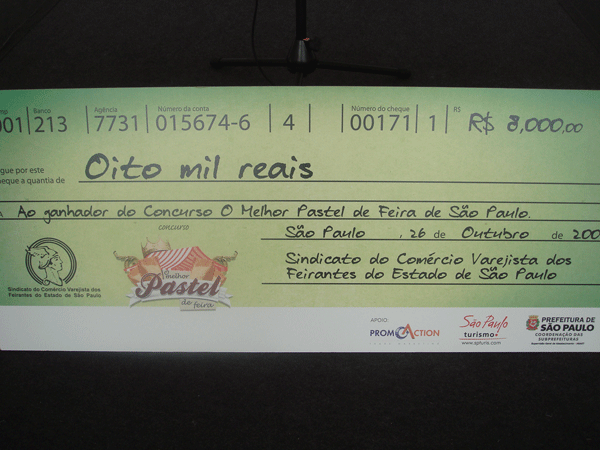 Banco Agência Número da conta Número do cheque R$
001 213 7731 015674-6 4 00171 1 R$ 8,000,00
gue por este
heque a quantia de Oito mil reais
Ao ganhador do Concurso O Melhor Pastel de Feira de São Paulo.
São Paulo, 26 de Outubro de 200
Sindicato do Comércio Varejista dos
Feirantes do Estado de São Paulo
Sindicato do Comércio Varejista dos
Feirantes do Estado de São Paulo
concurso
o melhor
Pastel
de feira
APOIO:
PROMOACTION
São Paulo
turismo
www.spturis.com
PREFEITURA DE
SÃO PAULO
COORDENAÇÃO DAS
SUBPREFEITURAS